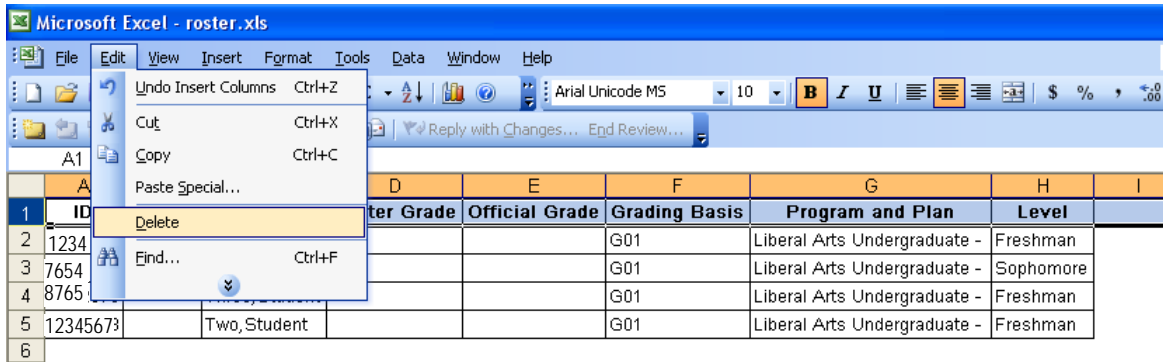 Microsoft Excel - roster.xls
File Edit View Insert Format Tools Data Window Help
Undo Insert Columns Ctrl+Z
Arial Unicode MS 10 B I U $ % ,
Cut Ctrl+X
Reply with Changes... End Review...
A1
Copy Ctrl+C
Paste Special...
A D E F G H I
1 ID ter Grade Official Grade Grading Basis Program and Plan Level
Delete
2 1234 G01 Liberal Arts Undergraduate - Freshman
Find... Ctrl+F
3 7654 G01 Liberal Arts Undergraduate - Sophomore
4 8765 G01 Liberal Arts Undergraduate - Freshman
5 12345678 Two,Student G01 Liberal Arts Undergraduate - Freshman
6